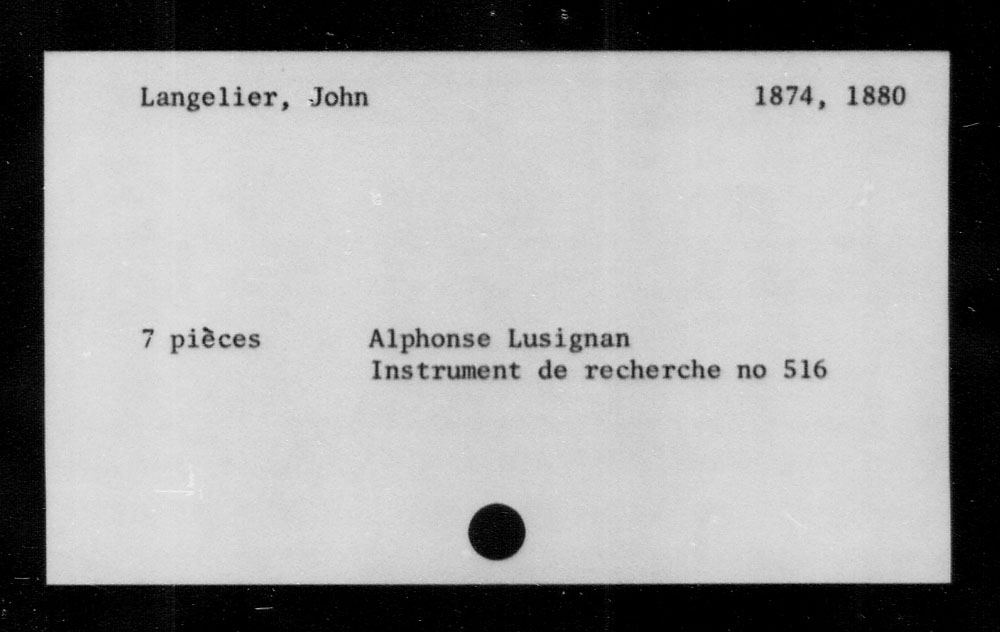 Langelier, John 1874, 1880
7 pièces Alphonse Lusignan
Instrument de recherche no 516